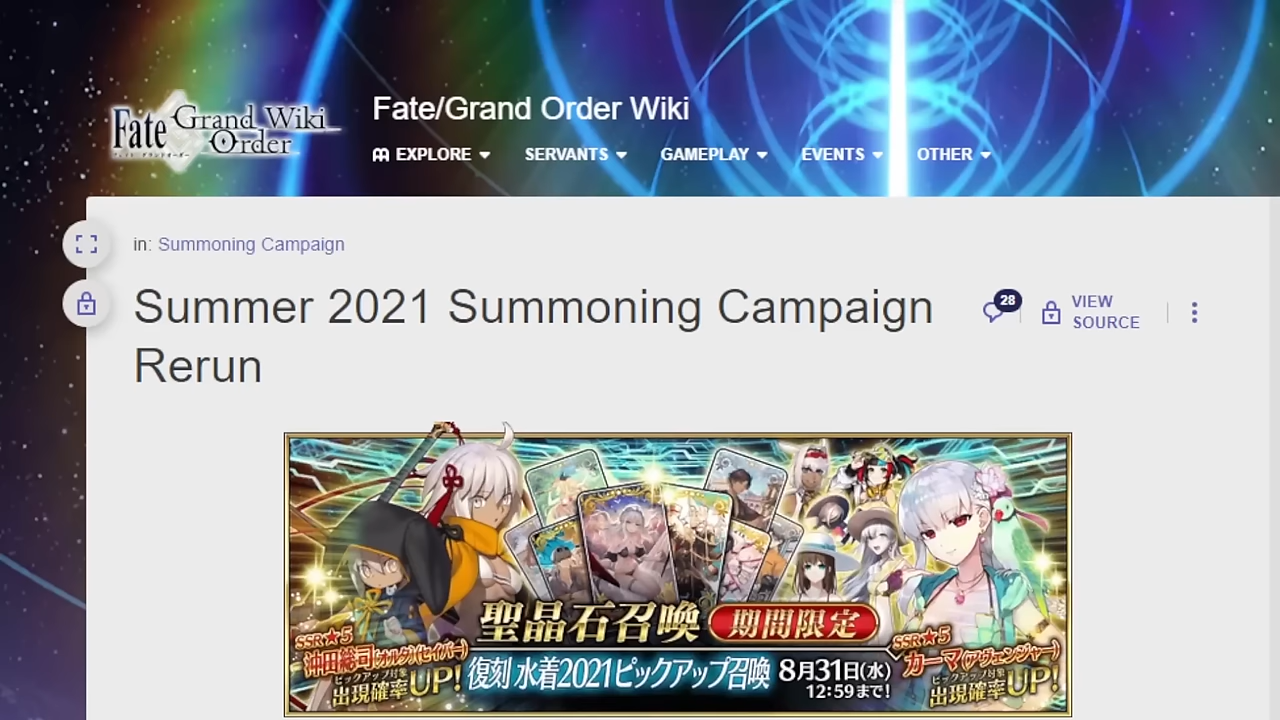 Fate Grand Wiki
Order
Fate/Grand Order Wiki
EXPLORE SERVANTS GAMEPLAY EVENTS OTHER
in: Summoning Campaign
Summer 2021 Summoning Campaign
Rerun
28
VIEW
SOURCE
聖晶石召喚 期間限定
復刻 水着2021ピックアップ召喚 8月31日(水)
12:59まで!
SSR★5
沖田総司(オルタ)(セイバー)
ピックアップ対象
出現確率UP!
SSR★5
カーマ(アヴェンジャー)
ピックアップ対象
出現確率UP!